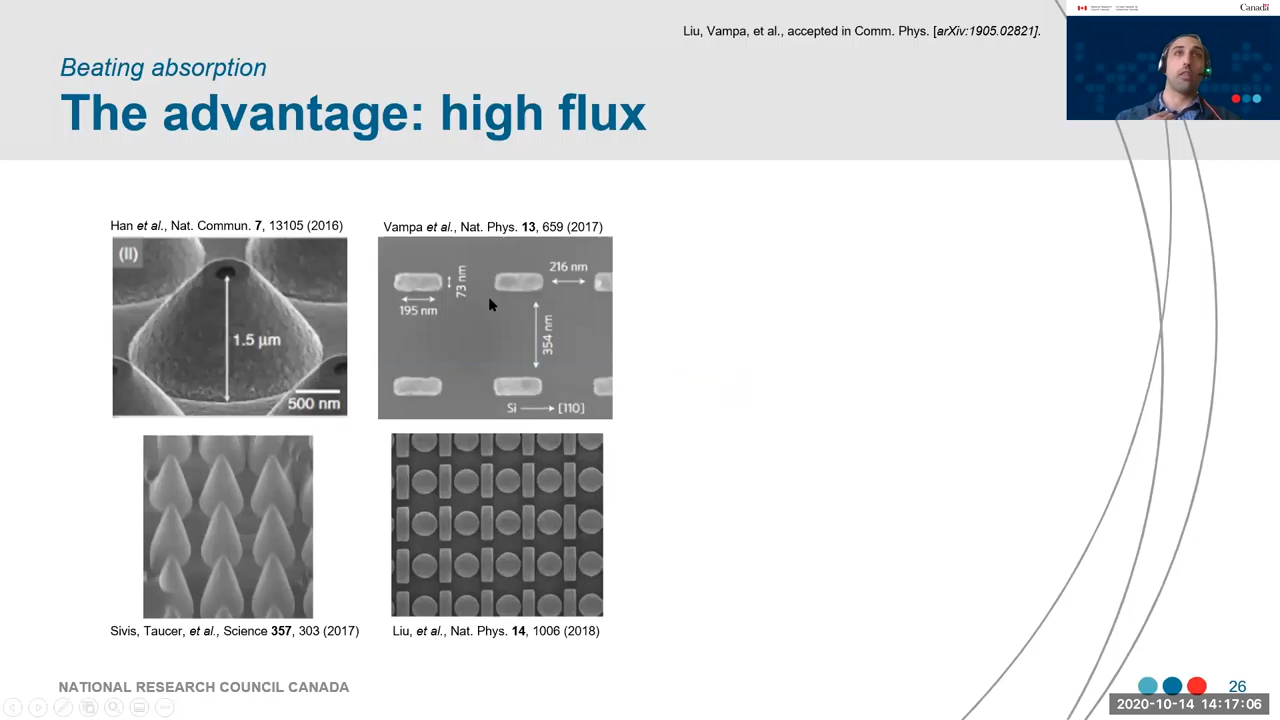 Liu, Vampa, et al., accepted in Comm. Phys. [arXiv:1905.02821].
Canada
Beating absorption
The advantage: high flux
Han et al., Nat. Commun. 7, 13105 (2016)
Vampa et al., Nat. Phys. 13, 659 (2017)
(II)
1.5 μm
500 nm
216 nm
73 nm
195 nm
354 nm
Si [110]
Sivis, Taucer, et al., Science 357, 303 (2017)
Liu, et al., Nat. Phys. 14, 1006 (2018)
NATIONAL RESEARCH COUNCIL CANADA
26
2020-10-14 14:17:06